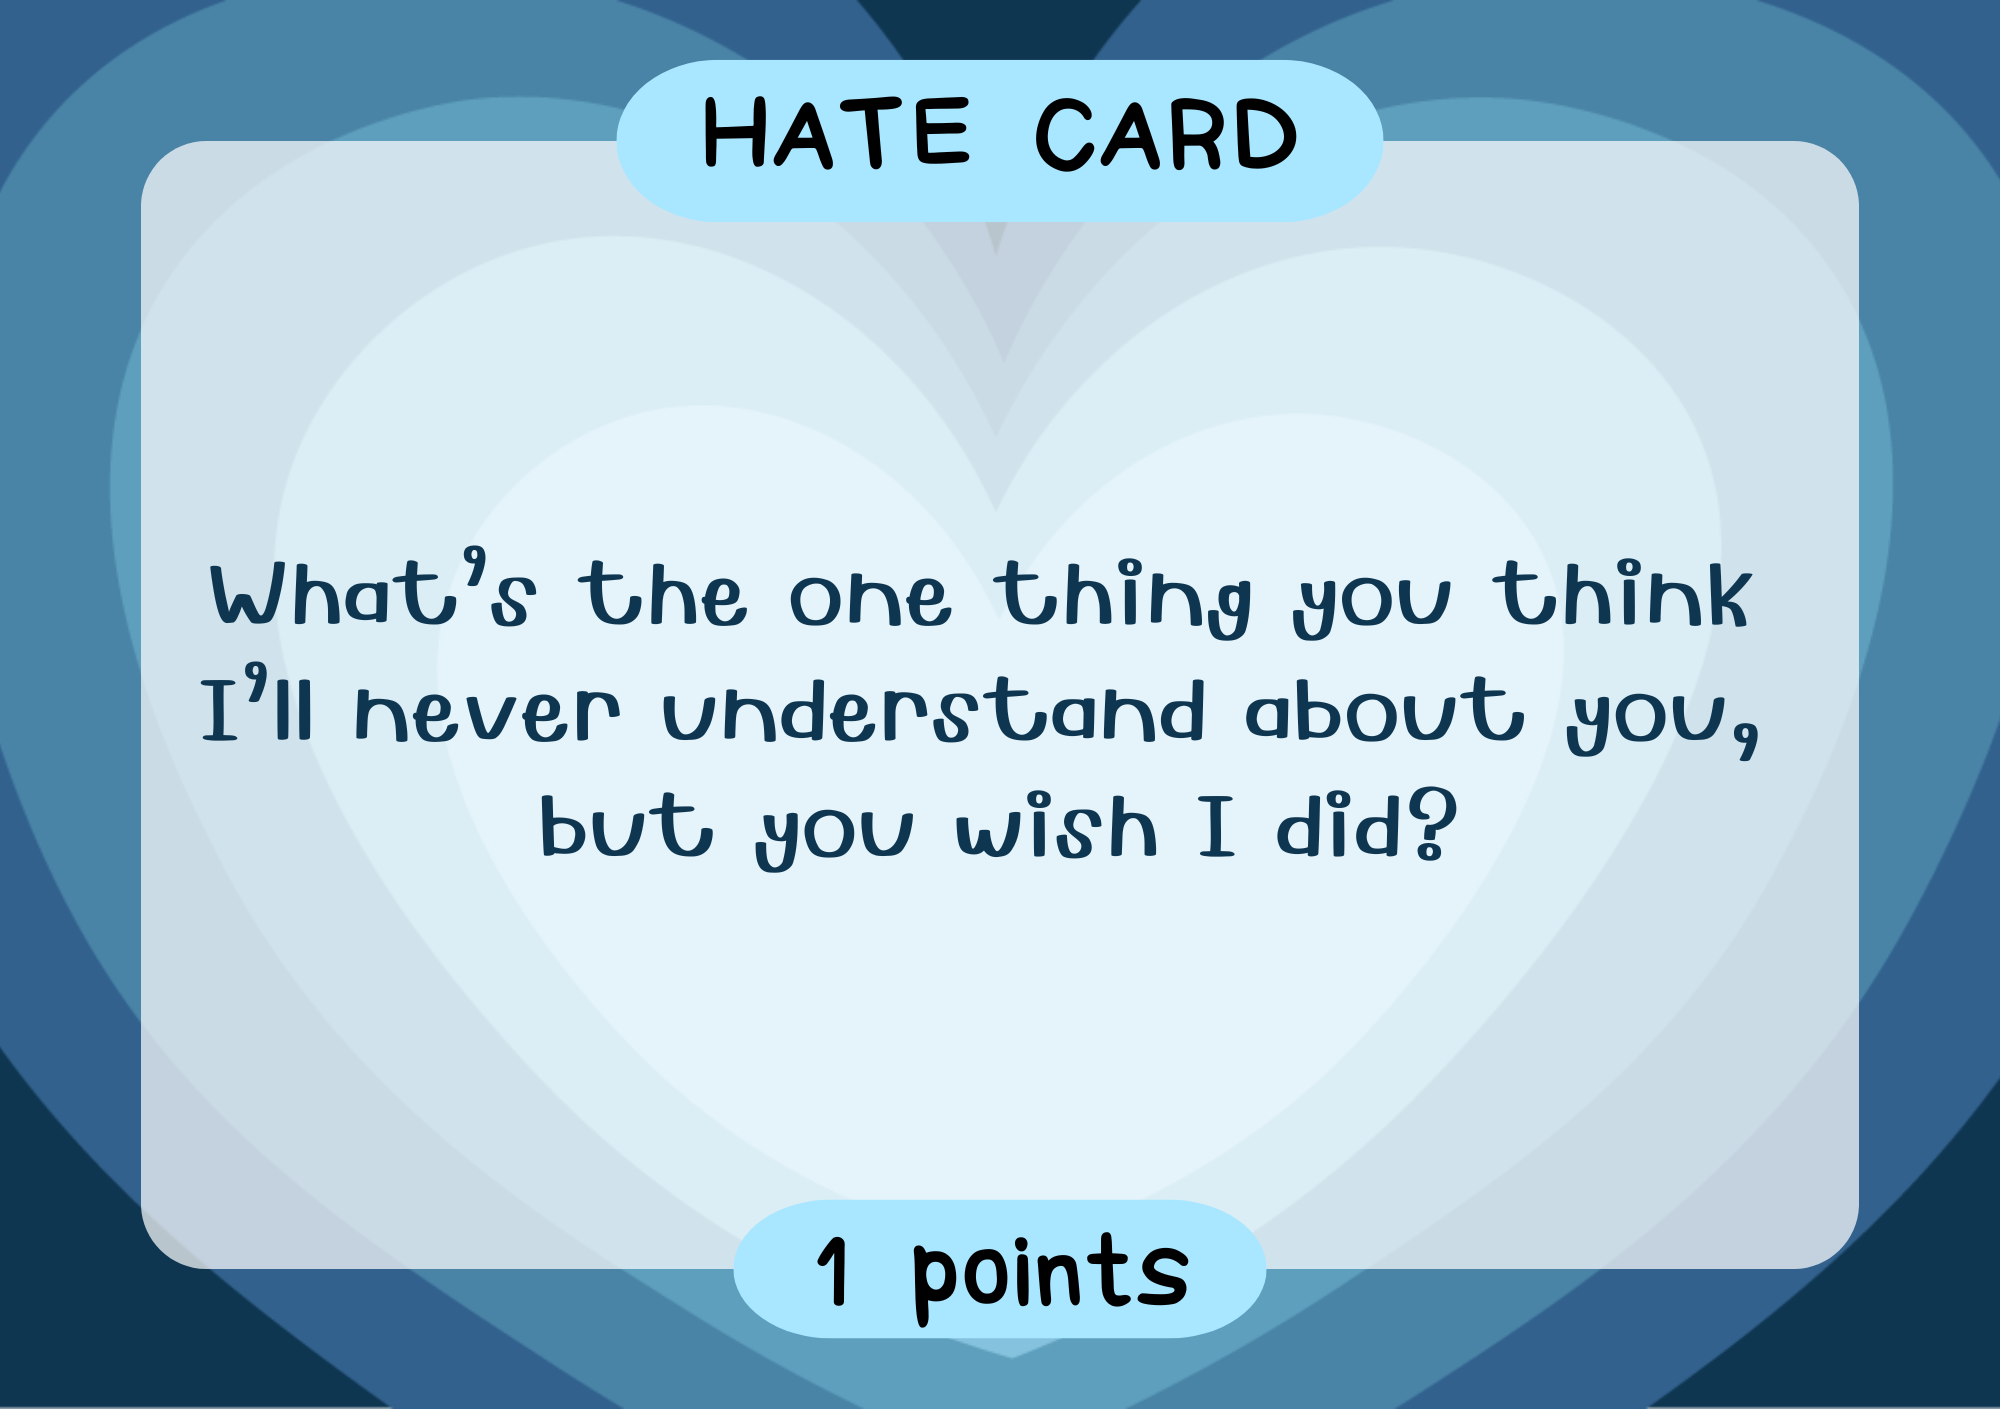 HATE CARD
What’s the one thing you think
I’ll never understand about you,
but you wish I did?
1 points